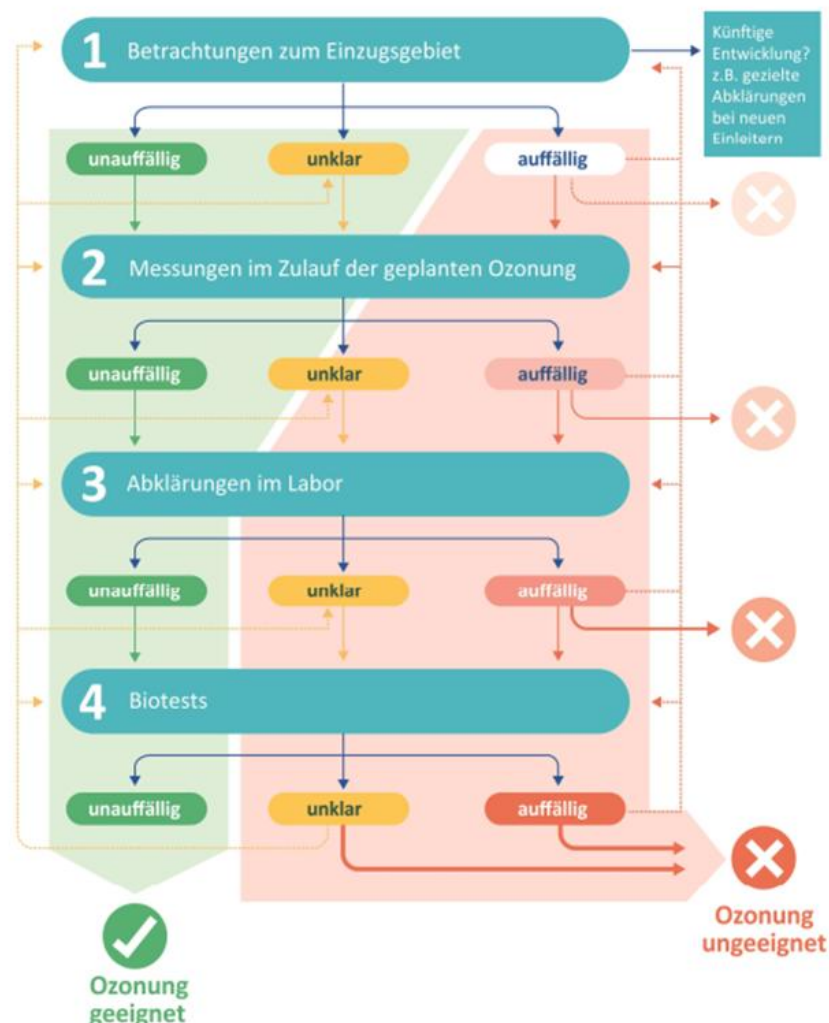 1 Betrachtungen zum Einzugsgebiet
Künftige
Entwicklung?
z.B. gezielte
Abklärungen
bei neuen
Einleitern
unauffällig unklar auffällig
2 Messungen im Zulauf der geplanten Ozonung
unauffällig unklar auffällig
3 Abklärungen im Labor
unauffällig unklar auffällig
4 Biotests
unauffällig unklar auffällig
Ozonung
ungeeignet
Ozonung
geeignet